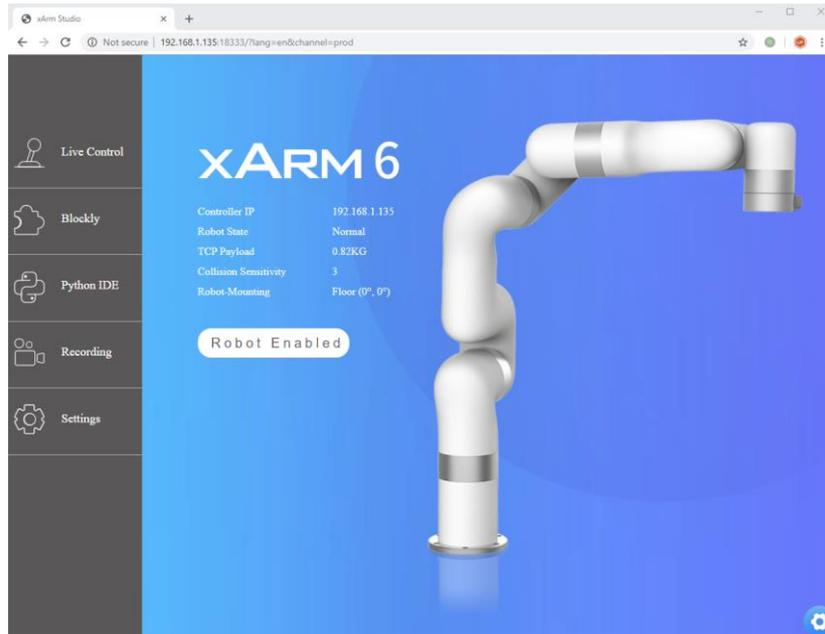 xArm Studio
Not secure | 192.168.1.135:18333/?lang=en&channel=prod
Live Control
Blockly
Python IDE
Recording
Settings
XARM 6
Controller IP 192.168.1.135
Robot State Normal
TCP Payload 0.82KG
Collision Sensitivity 3
Robot-Mounting Floor (0°, 0°)
Robot Enabled